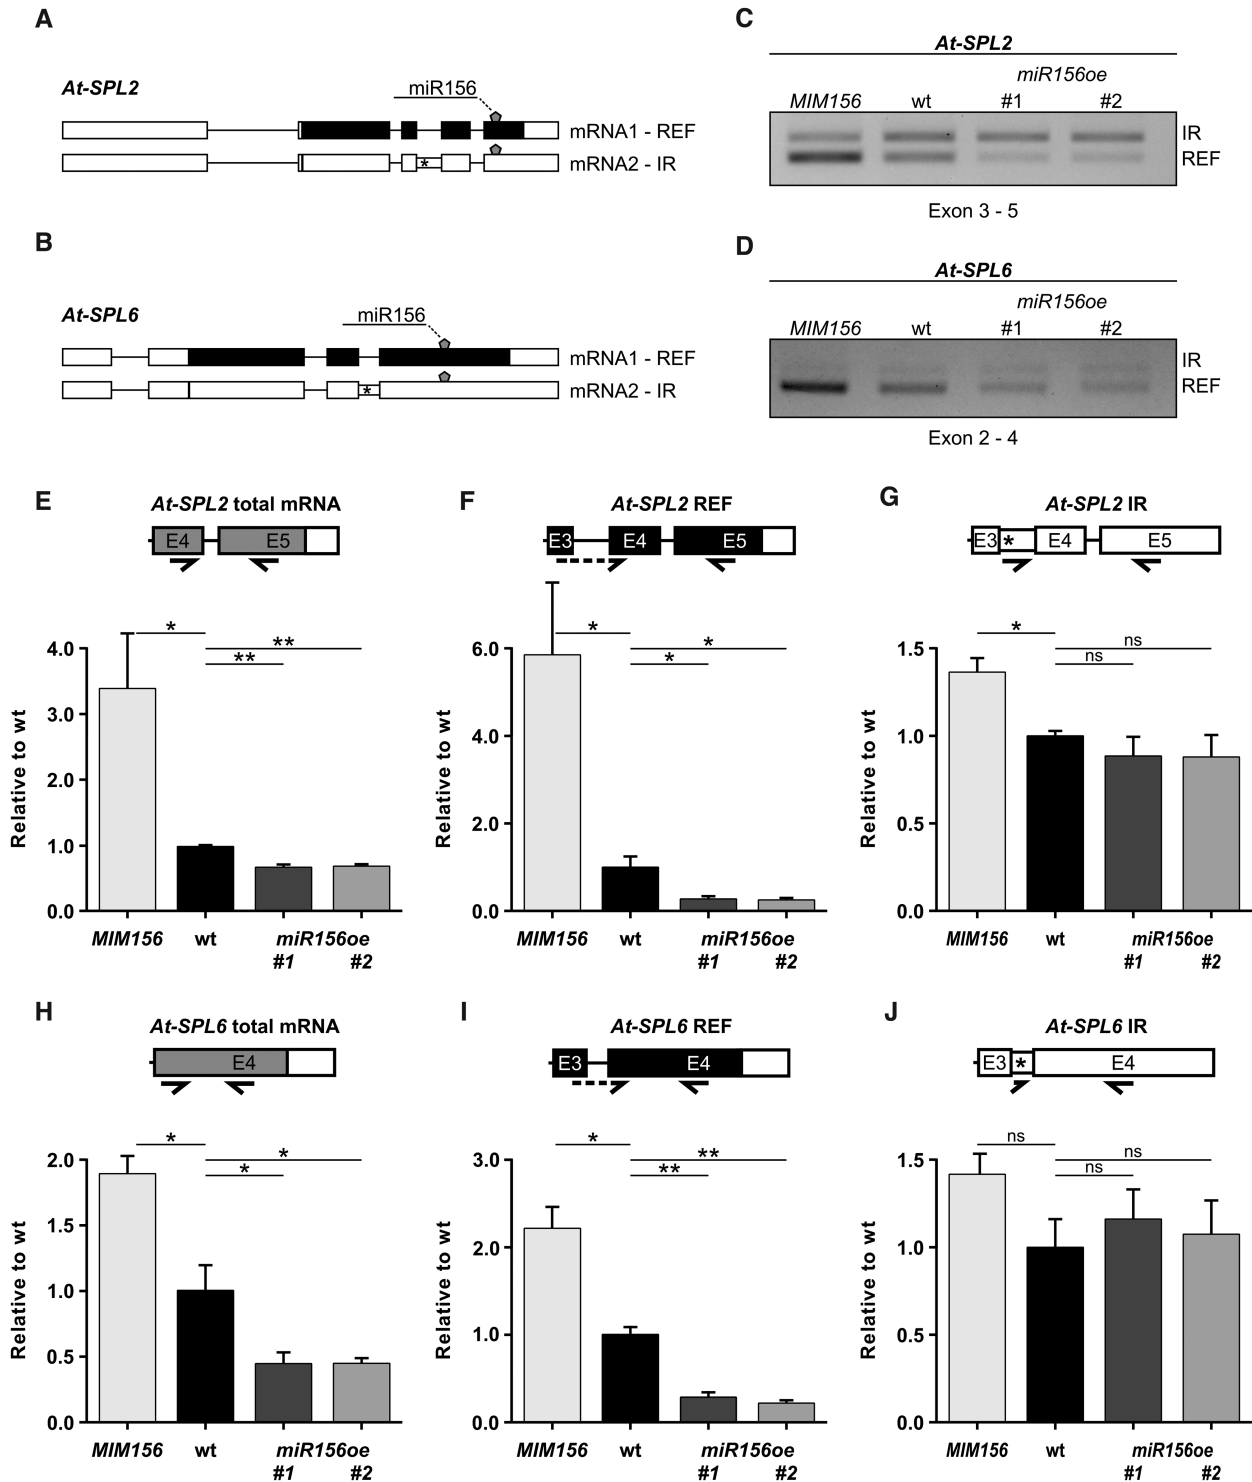 A
At-SPL2
miR156
mRNA1 - REF
*
mRNA2 - IR
B
At-SPL6
miR156
mRNA1 - REF
*
mRNA2 - IR
C
At-SPL2
miR156oe
MIM156 wt #1 #2
IR
REF
Exon 3 - 5
D
At-SPL6
miR156oe
MIM156 wt #1 #2
IR
REF
Exon 2 - 4
E
At-SPL2 total mRNA
E4 E5
*
**
**
Relative to wt
4.0
3.0
2.0
1.0
0.0
MIM156 wt miR156oe
#1 #2
F
At-SPL2 REF
E3 E4 E5
*
*
*
Relative to wt
6.0
4.0
2.0
0.0
MIM156 wt miR156oe
#1 #2
G
At-SPL2 IR
E3 * E4 E5
*
ns
ns
Relative to wt
1.5
1.0
0.5
0.0
MIM156 wt miR156oe
#1 #2
H
At-SPL6 total mRNA
E4
*
*
*
Relative to wt
2.0
1.5
1.0
0.5
0.0
MIM156 wt miR156oe
#1 #2
I
At-SPL6 REF
E3 E4
*
**
**
Relative to wt
3.0
2.0
1.0
0.0
MIM156 wt miR156oe
#1 #2
J
At-SPL6 IR
E3 * E4
ns
ns
ns
Relative to wt
1.5
1.0
0.5
0.0
MIM156 wt miR156oe
#1 #2